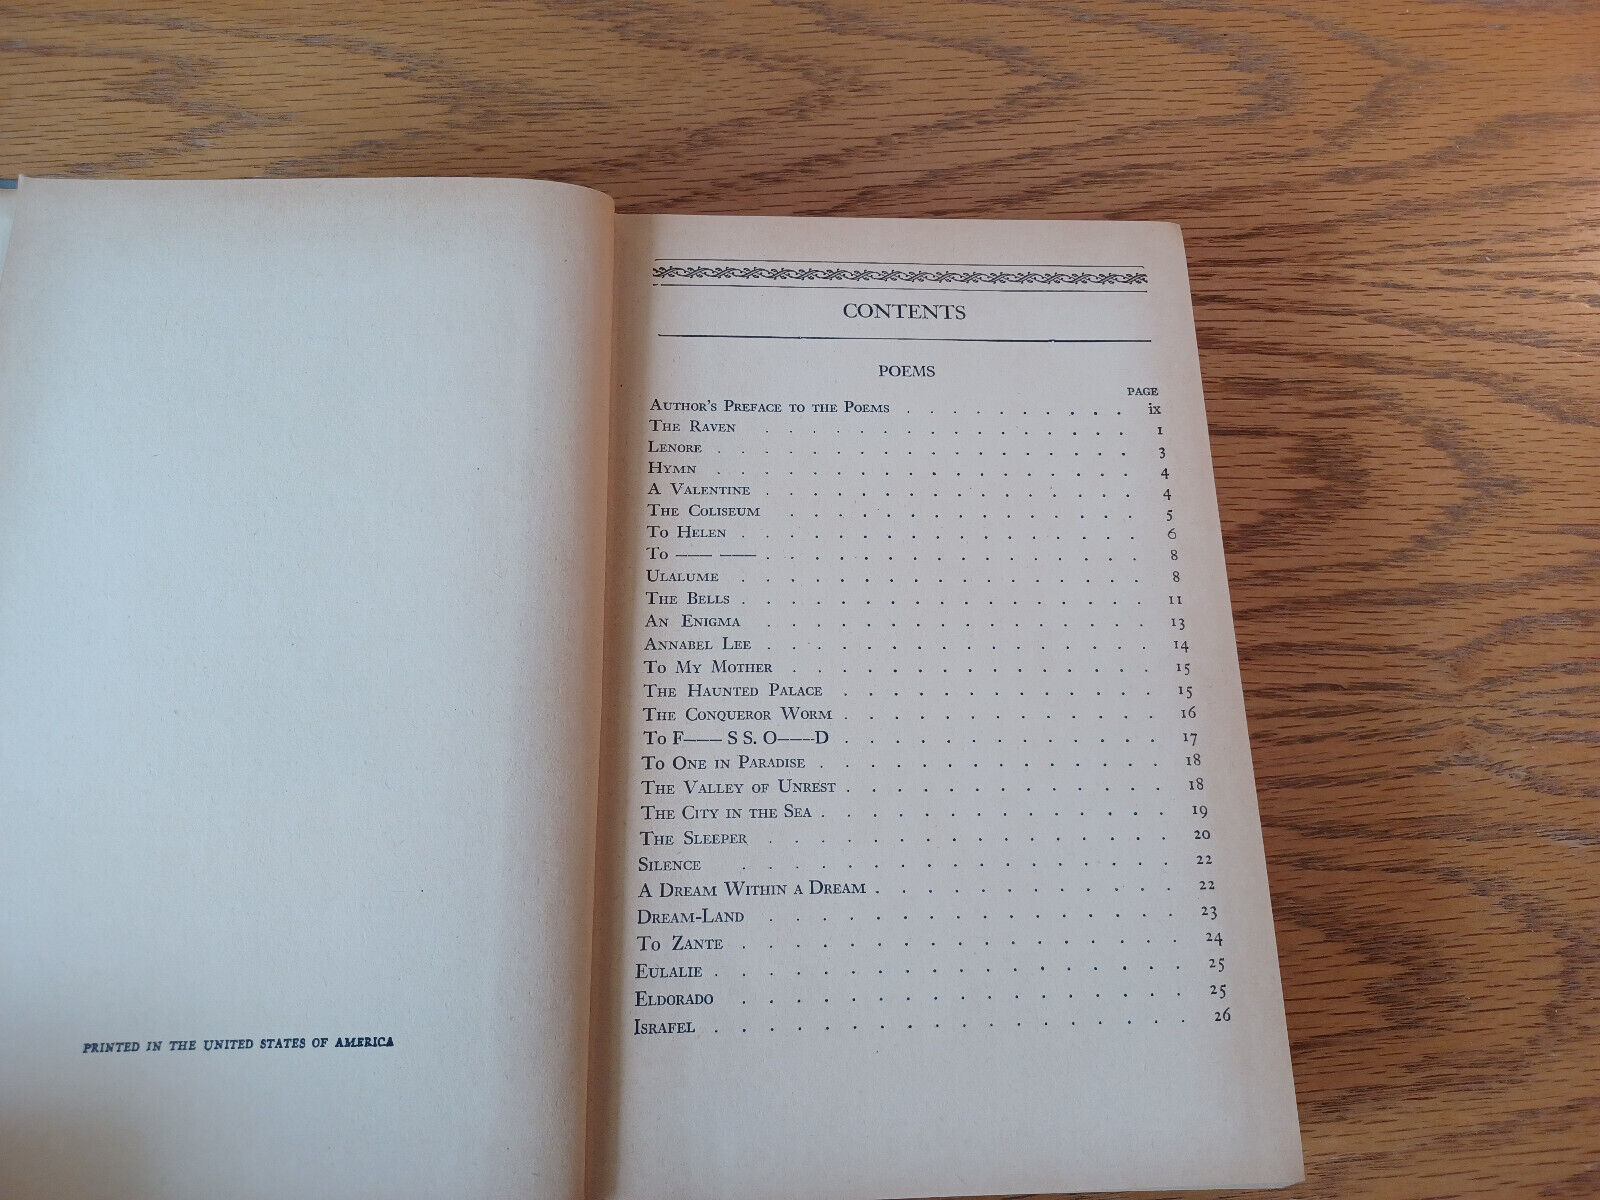 PRINTED IN THE UNITED STATES OF AMERICA
CONTENTS
POEMS
PAGE
AUTHOR'S PREFACE TO THE POEMS . . . . . . . . . . ix
THE RAVEN . . . . . . . . . . . . . . . . 1
LENORE . . . . . . . . . . . . . . . . . 3
HYMN . . . . . . . . . . . . . . . . . 4
A VALENTINE . . . . . . . . . . . . . . . . 4
THE COLISEUM . . . . . . . . . . . . . . . 5
TO HELEN . . . . . . . . . . . . . . . . 6
TO ——— ——— . . . . . . . . . . . . . . . . 8
ULALUME . . . . . . . . . . . . . . . . . 8
THE BELLS . . . . . . . . . . . . . . . . . 11
AN ENIGMA . . . . . . . . . . . . . . . . 13
ANNABEL LEE . . . . . . . . . . . . . . . . 14
TO MY MOTHER . . . . . . . . . . . . . . . 15
THE HAUNTED PALACE . . . . . . . . . . . . . 15
THE CONQUEROR WORM . . . . . . . . . . . . . 16
TO F——— S S. O———D . . . . . . . . . . . . . 17
TO ONE IN PARADISE . . . . . . . . . . . . . . 18
THE VALLEY OF UNREST . . . . . . . . . . . . . 18
THE CITY IN THE SEA . . . . . . . . . . . . . . 19
THE SLEEPER . . . . . . . . . . . . . . . . 20
SILENCE . . . . . . . . . . . . . . . . . 22
A DREAM WITHIN A DREAM . . . . . . . . . . . . 22
DREAM-LAND . . . . . . . . . . . . . . . . 23
TO ZANTE . . . . . . . . . . . . . . . . . 24
EULALIE . . . . . . . . . . . . . . . . . . 25
ELDORADO . . . . . . . . . . . . . . . . . 25
ISRAFEL . . . . . . . . . . . . . . . . . . 26